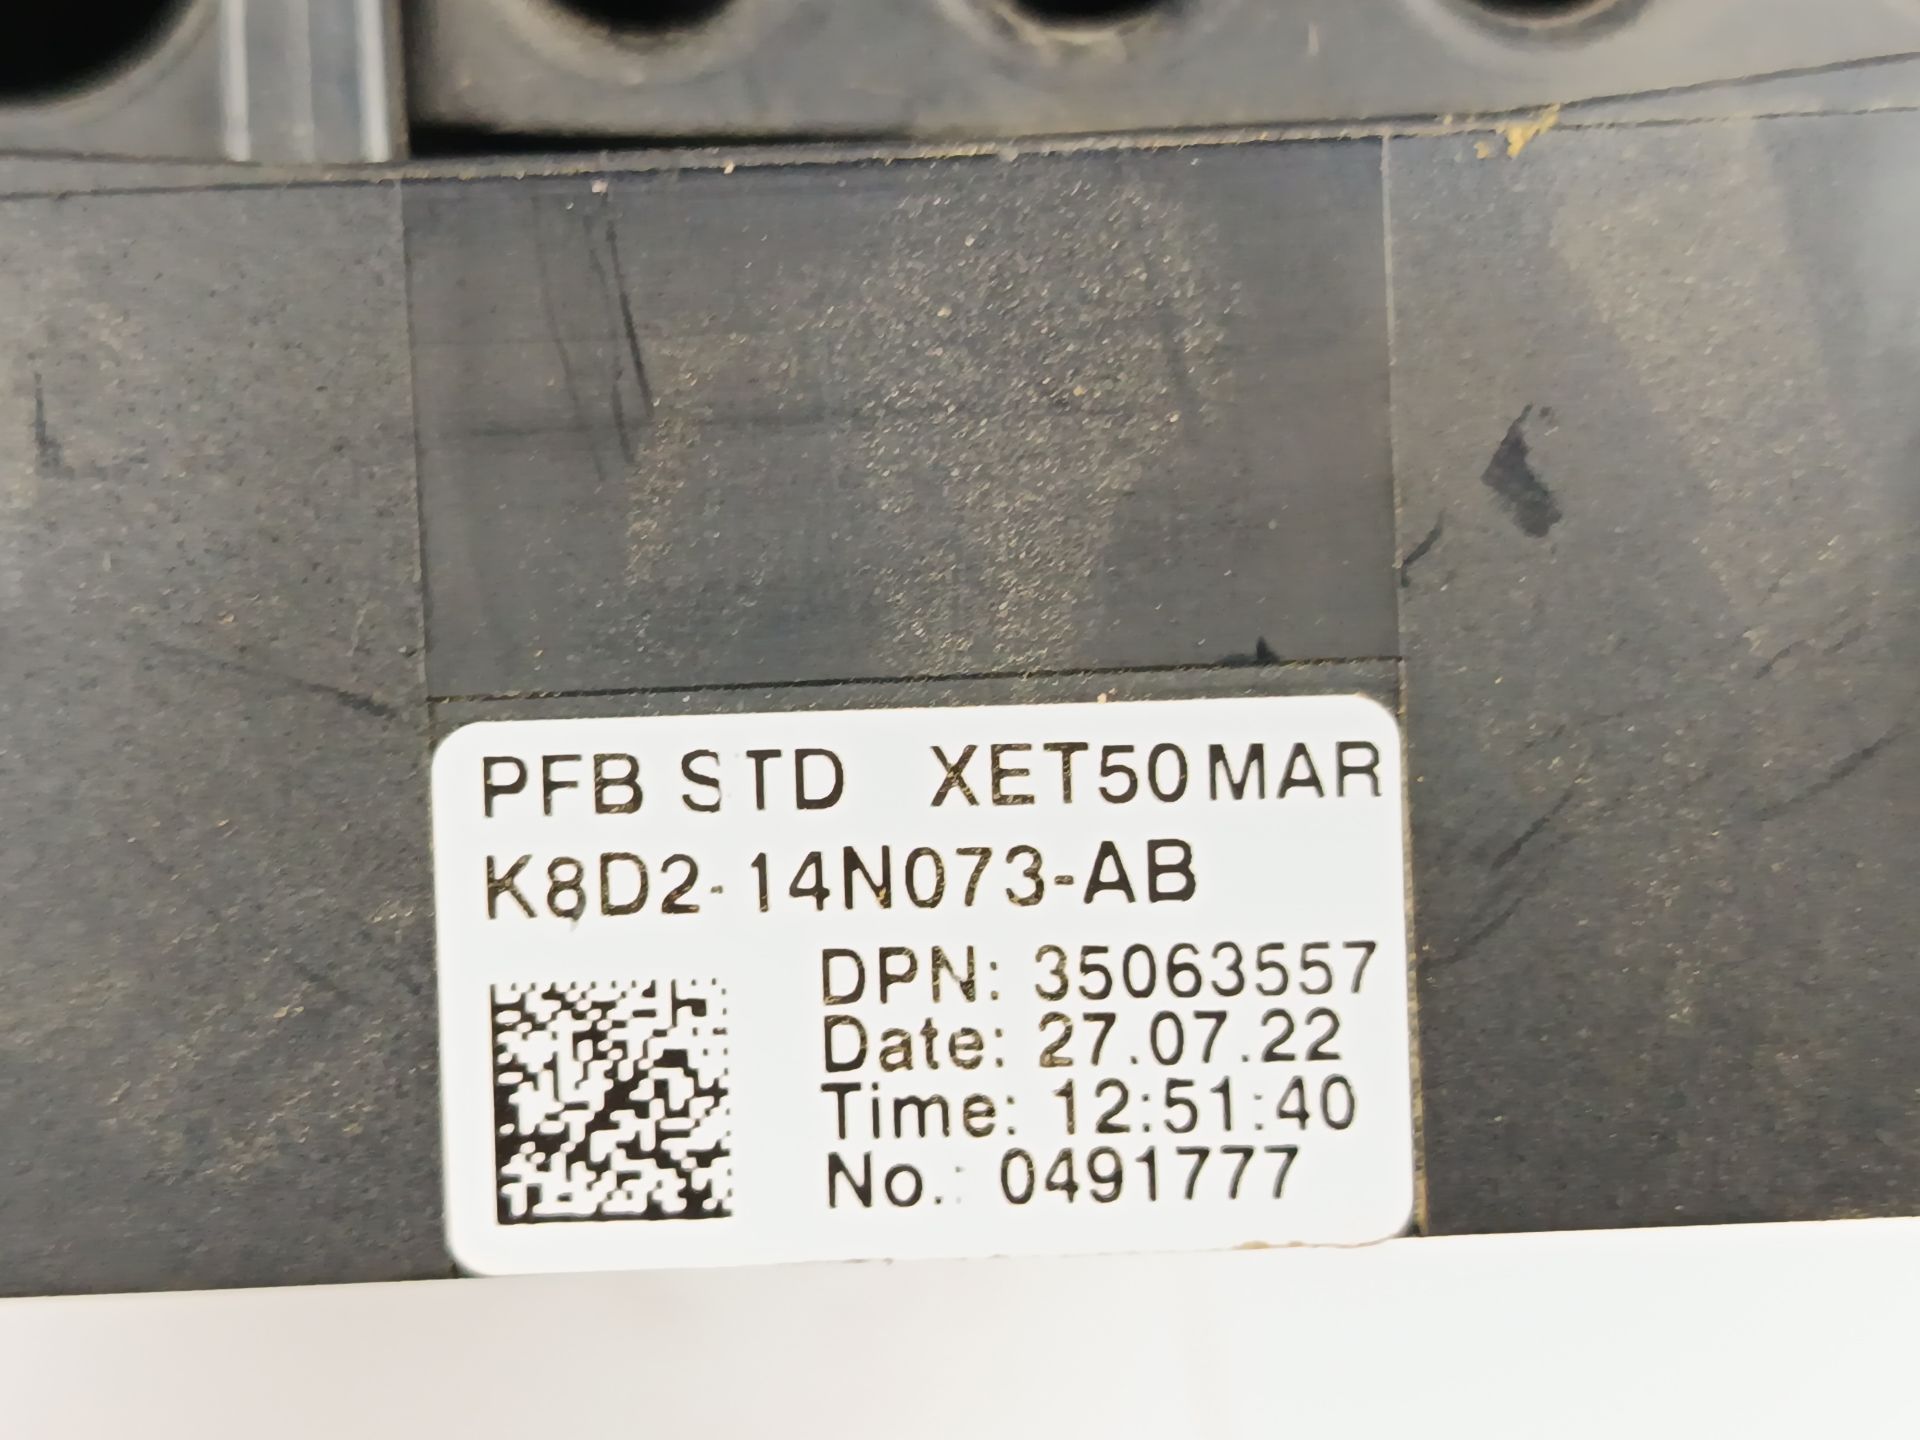 PFB STD XET50MAR
K8D2-14N073-AB
DPN: 35063557
Date: 27.07.22
Time: 12:51:40
No.: 0491777